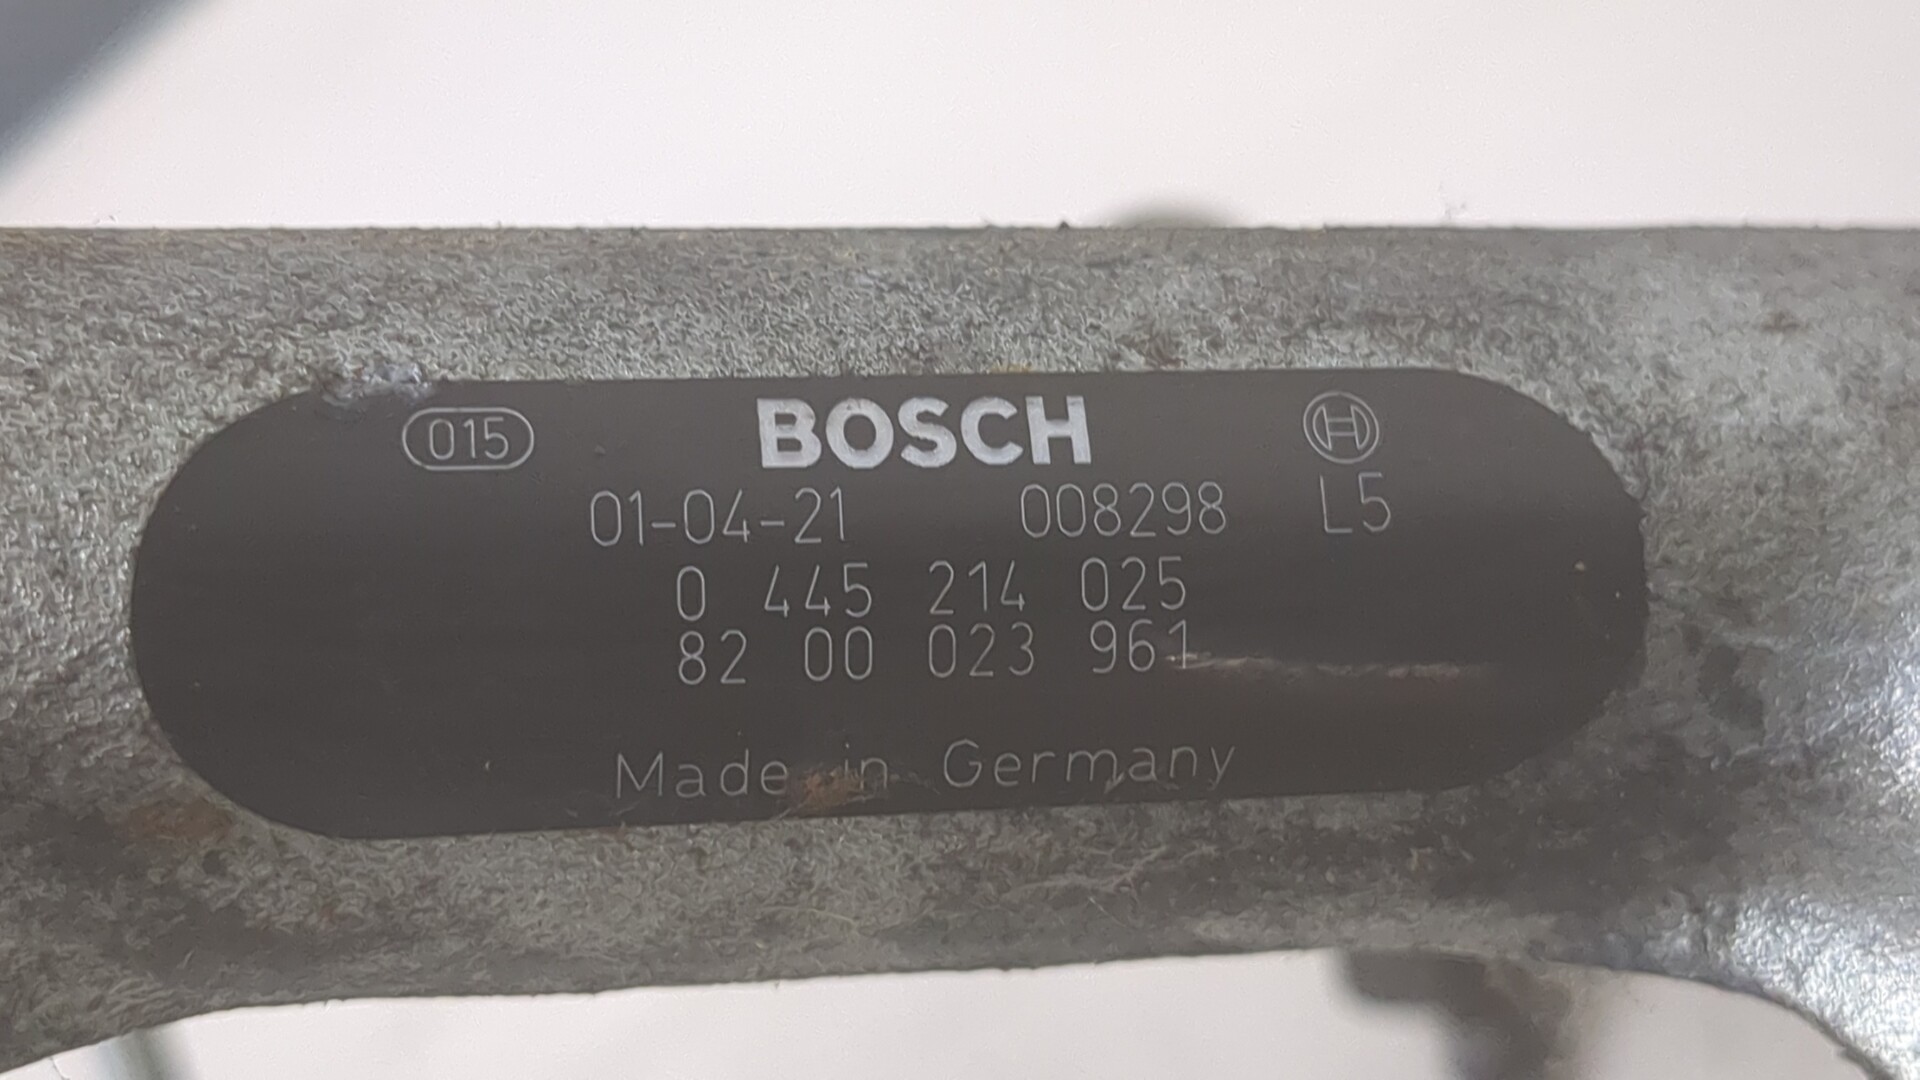 015 BOSCH
01-04-21 008298 L5
0 445 214 025
82 00 023 961
Made in Germany